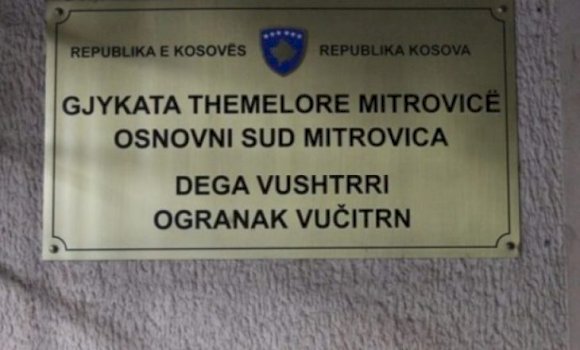 REPUBLIKA E KOSOVËS REPUBLIKA KOSOVA
GJYKATA THEMELORE MITROVICË
OSNOVNI SUD MITROVICA
DEGA VUSHTRRI
OGRANAK VUČITRN